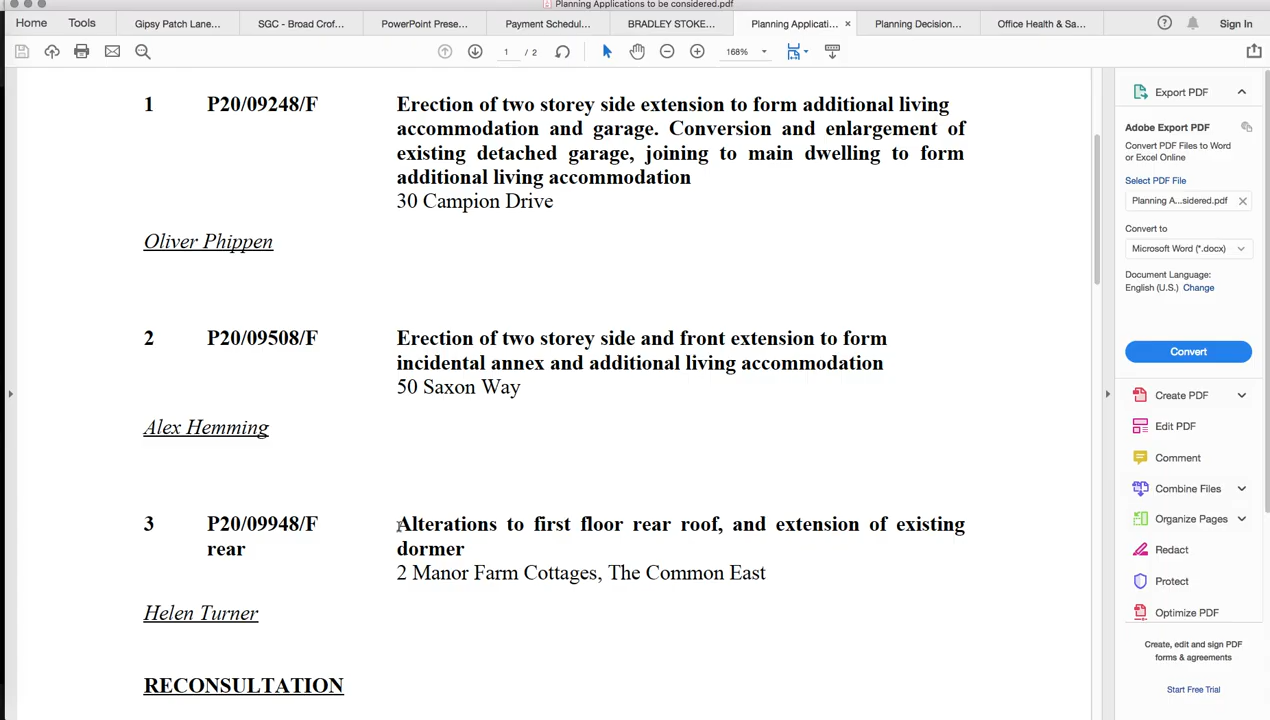 Planning Applications to be considered.pdf
Home Tools Gipsy Patch Lane... SGC - Broad Crof... PowerPoint Prese... Payment Schedul... BRADLEY STOKE... Planning Applicati... × Planning Decision... Office Health & Sa... Sign In
1 / 2 168%
1 P20/09248/F Erection of two storey side extension to form additional living
accommodation and garage. Conversion and enlargement of
existing detached garage, joining to main dwelling to form
additional living accommodation
30 Campion Drive
Oliver Phippen
2 P20/09508/F Erection of two storey side and front extension to form
incidental annex and additional living accommodation
50 Saxon Way
Alex Hemming
3 P20/09948/F Alterations to first floor rear roof, and extension of existing
rear dormer
2 Manor Farm Cottages, The Common East
Helen Turner
RECONSULTATION
Export PDF
Adobe Export PDF
Convert PDF Files to Word
or Excel Online
Select PDF File
Planning A...sidered.pdf
Convert to
Microsoft Word (*.docx)
Document Language:
English (U.S.) Change
Convert
Create PDF
Edit PDF
Comment
Combine Files
Organize Pages
Redact
Protect
Optimize PDF
Create, edit and sign PDF
forms & agreements
Start Free Trial